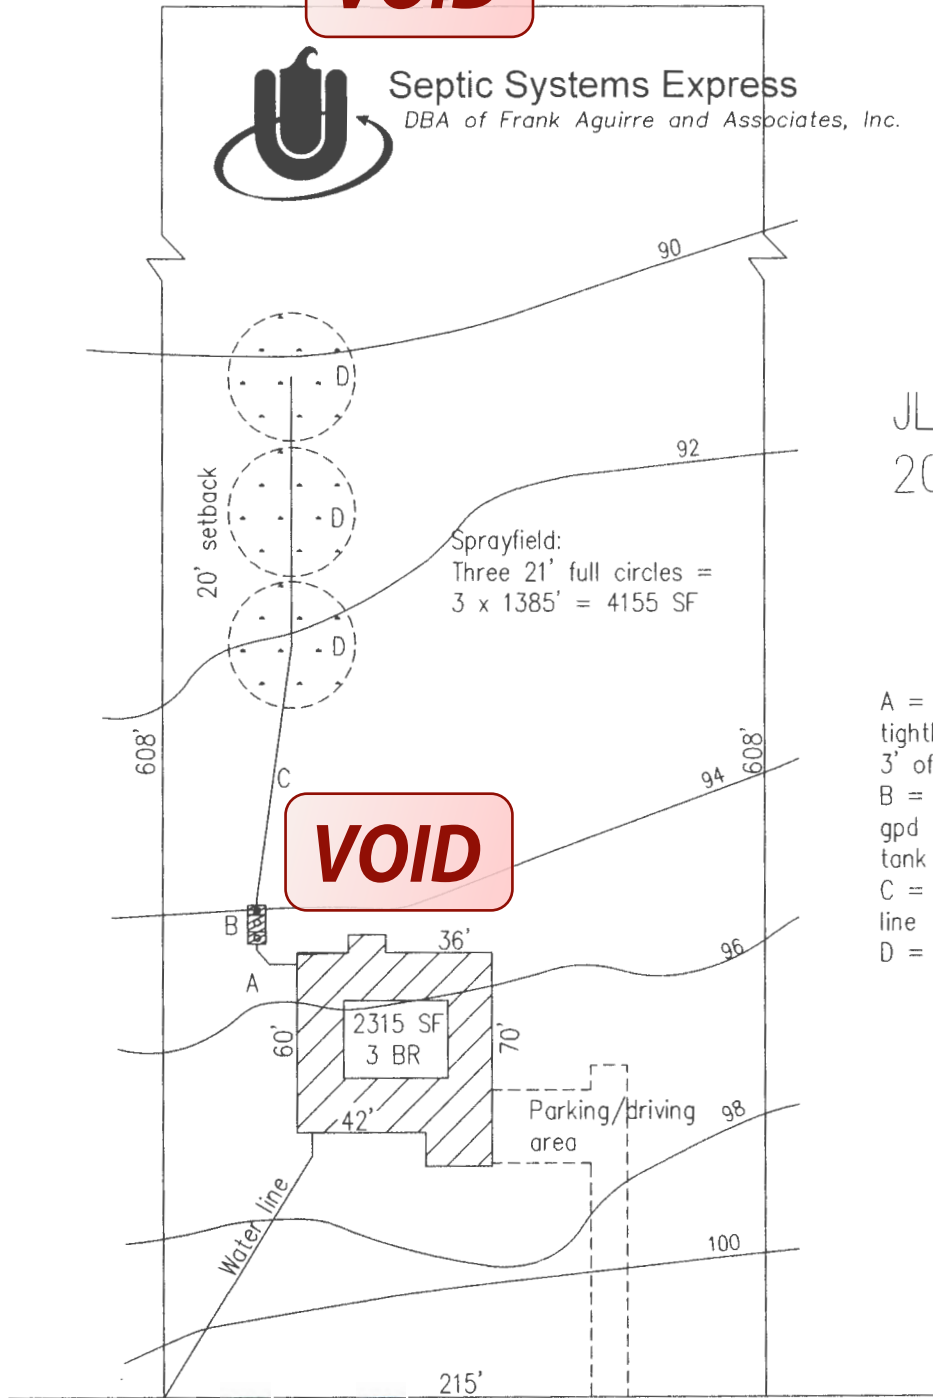 VOID
Septic Systems Express
DBA of Frank Aguirre and Associates, Inc.
90
D
92
JL
20' setback
D
Sprayfield:
Three 21' full circles =
3 x 1385' = 4155 SF
D
A =
608'
608'
3' of
C
94
B =
gpd
VOID
tank
C =
line
B
36'
96
D =
A
2315 SF
60'
70'
3 BR
Parking/driving
98
42'
area
Water line
100
215'